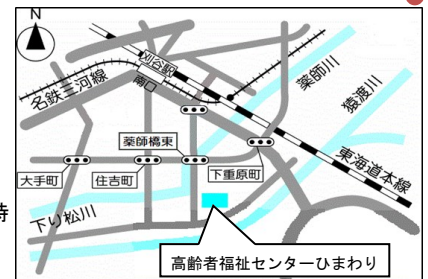 N
刈谷駅
南口
名鉄三河線
薬師川
猿渡川
薬師橋東
大手町
住吉町
下重原町
東海道本線
下り松川
時
高齢者福祉センターひまわり